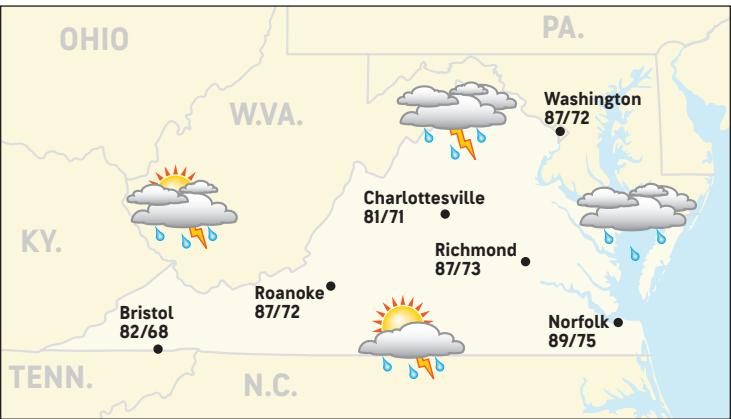 OHIO
PA.
W.VA.
Washington
87/72
Charlottesville
81/71
KY.
Richmond
87/73
Roanoke
87/72
Bristol
82/68
Norfolk
89/75
TENN.
N.C.